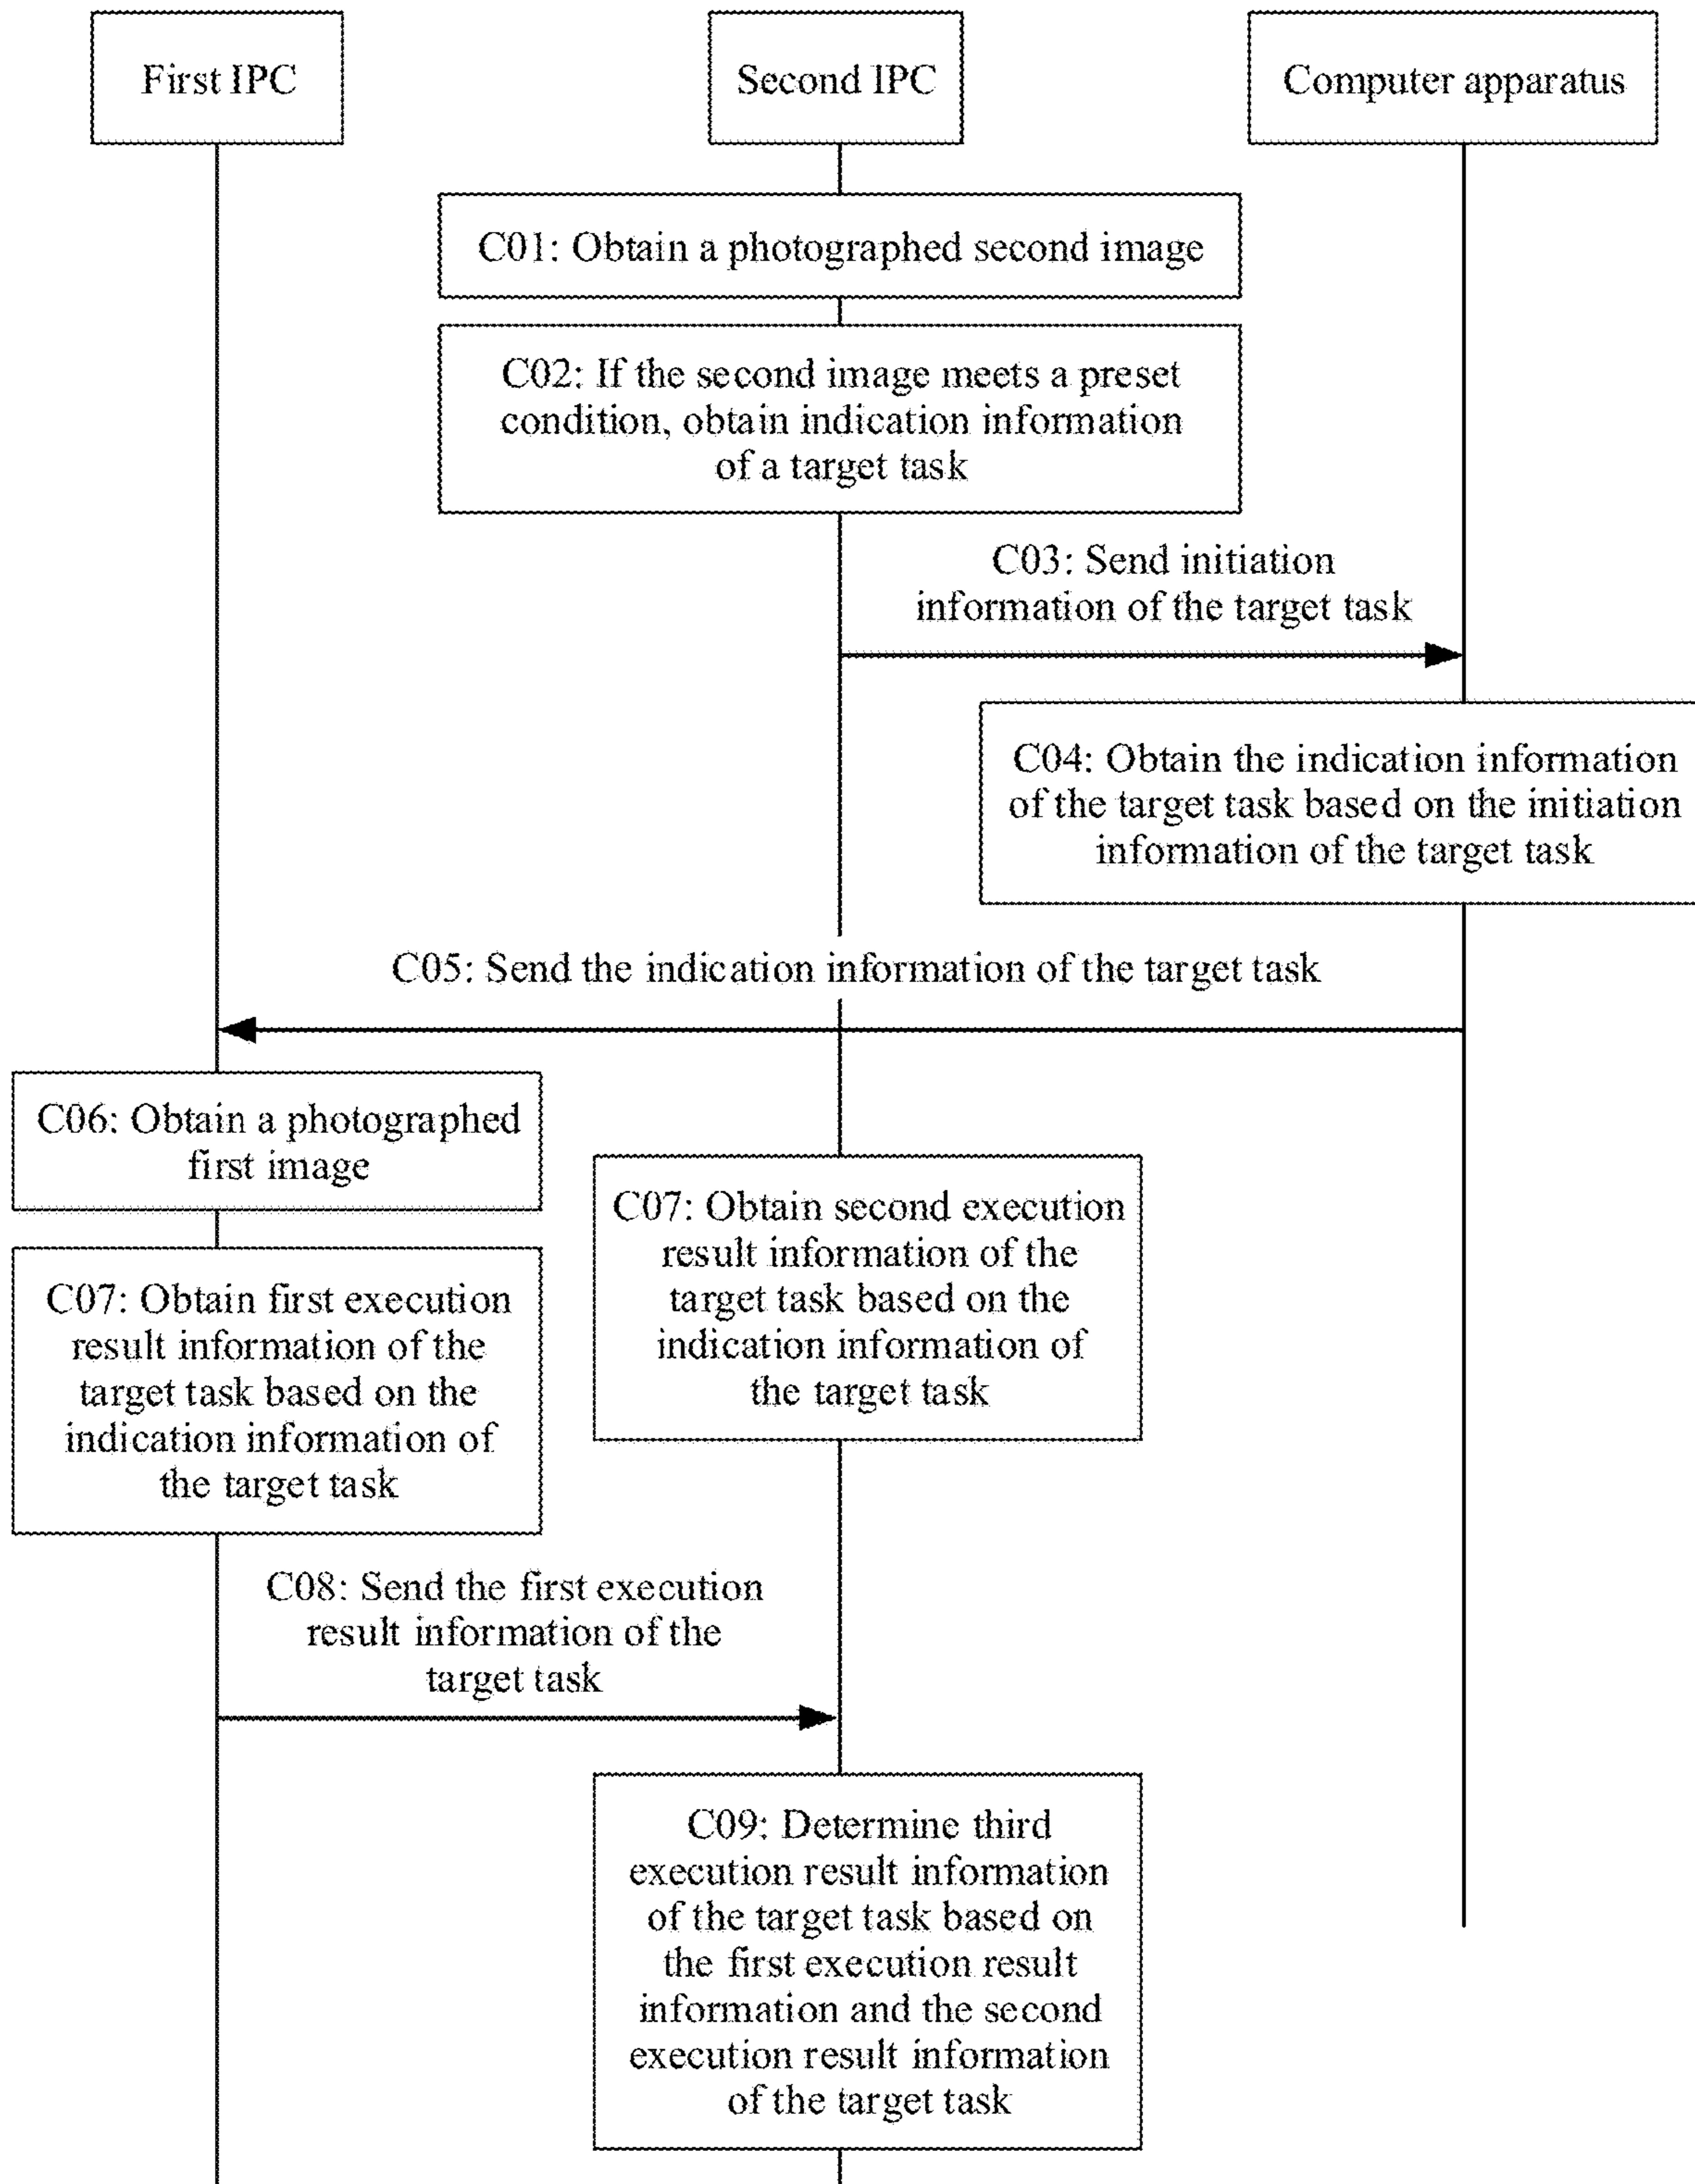 First IPC
Second IPC
Computer apparatus
C01: Obtain a photographed second image
C02: If the second image meets a preset
condition, obtain indication information
of a target task
C03: Send initiation
information of the target task
C04: Obtain the indication information
of the target task based on the initiation
information of the target task
C05: Send the indication information of the target task
C06: Obtain a photographed
first image
C07: Obtain second execution
result information of the
target task based on the
indication information of
the target task
C07: Obtain first execution
result information of the
target task based on the
indication information of
the target task
C08: Send the first execution
result information of the
target task
C09: Determine third
execution result information
of the target task based on
the first execution result
information and the second
execution result information
of the target task